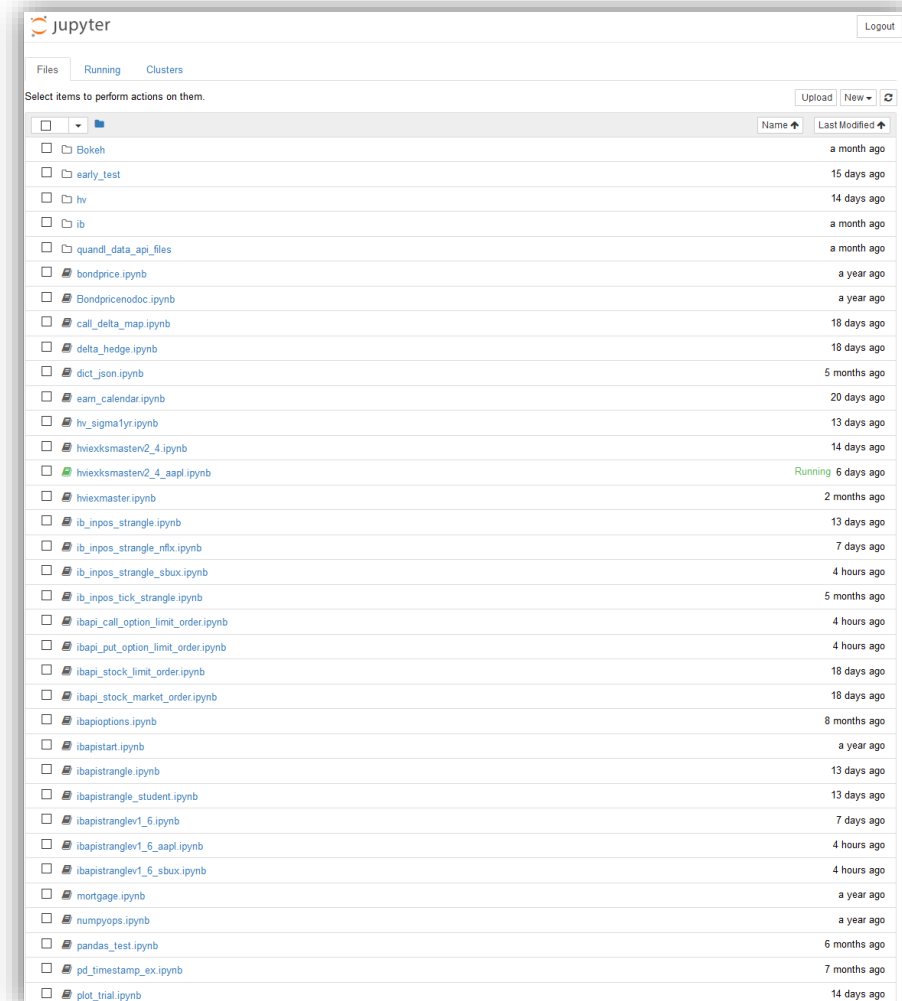 jupyter
Logout
Files Running Clusters
Select items to perform actions on them.
Upload New
Name Last Modified
Bokeh a month ago
early_test 15 days ago
hv 14 days ago
ib a month ago
quandl_data_api_files a month ago
bondprice.ipynb a year ago
Bondpricenodoc.ipynb a year ago
call_delta_map.ipynb 18 days ago
delta_hedge.ipynb 18 days ago
dict_json.ipynb 5 months ago
earn_calendar.ipynb 20 days ago
hv_sigma1yr.ipynb 13 days ago
hviexksmasterv2_4.ipynb 14 days ago
hviexksmasterv2_4_aapl.ipynb Running 6 days ago
hviexmaster.ipynb 2 months ago
ib_inpos_strangle.ipynb 13 days ago
ib_inpos_strangle_nflx.ipynb 7 days ago
ib_inpos_strangle_sbux.ipynb 4 hours ago
ib_inpos_tick_strangle.ipynb 5 months ago
ibapi_call_option_limit_order.ipynb 4 hours ago
ibapi_put_option_limit_order.ipynb 4 hours ago
ibapi_stock_limit_order.ipynb 18 days ago
ibapi_stock_market_order.ipynb 18 days ago
ibapioptions.ipynb 8 months ago
ibapistart.ipynb a year ago
ibapistrangle.ipynb 13 days ago
ibapistrangle_student.ipynb 13 days ago
ibapistranglev1_6.ipynb 7 days ago
ibapistranglev1_6_aapl.ipynb 4 hours ago
ibapistranglev1_6_sbux.ipynb 4 hours ago
mortgage.ipynb a year ago
numpyops.ipynb a year ago
pandas_test.ipynb 6 months ago
pd_timestamp_ex.ipynb 7 months ago
plot_trial.ipynb 14 days ago